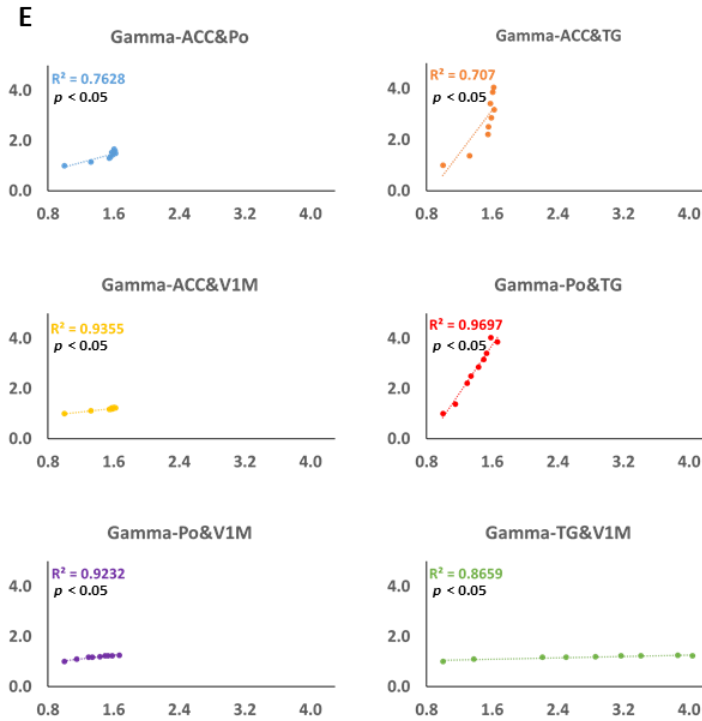 E
Gamma-ACC&Po
R² = 0.7628
p < 0.05
4.0
2.0
0.0
0.8 1.6 2.4 3.2 4.0
Gamma-ACC&TG
R² = 0.707
p < 0.05
4.0
2.0
0.0
0.8 1.6 2.4 3.2 4.0
Gamma-ACC&V1M
R² = 0.9355
p < 0.05
4.0
2.0
0.0
0.8 1.6 2.4 3.2 4.0
Gamma-Po&TG
R² = 0.9697
p < 0.05
4.0
2.0
0.0
0.8 1.6 2.4 3.2 4.0
Gamma-Po&V1M
R² = 0.9232
p < 0.05
4.0
2.0
0.0
0.8 1.6 2.4 3.2 4.0
Gamma-TG&V1M
R² = 0.8659
p < 0.05
4.0
2.0
0.0
0.8 1.6 2.4 3.2 4.0